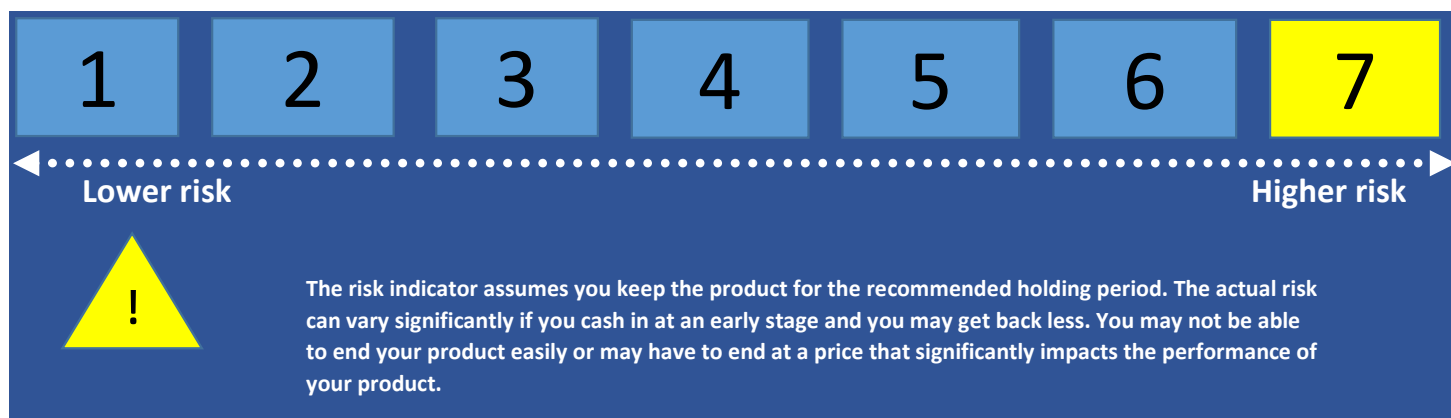 1 2 3 4 5 6 7
Lower risk Higher risk
!
The risk indicator assumes you keep the product for the recommended holding period. The actual risk
can vary significantly if you cash in at an early stage and you may get back less. You may not be able
to end your product easily or may have to end at a price that significantly impacts the performance of
your product.